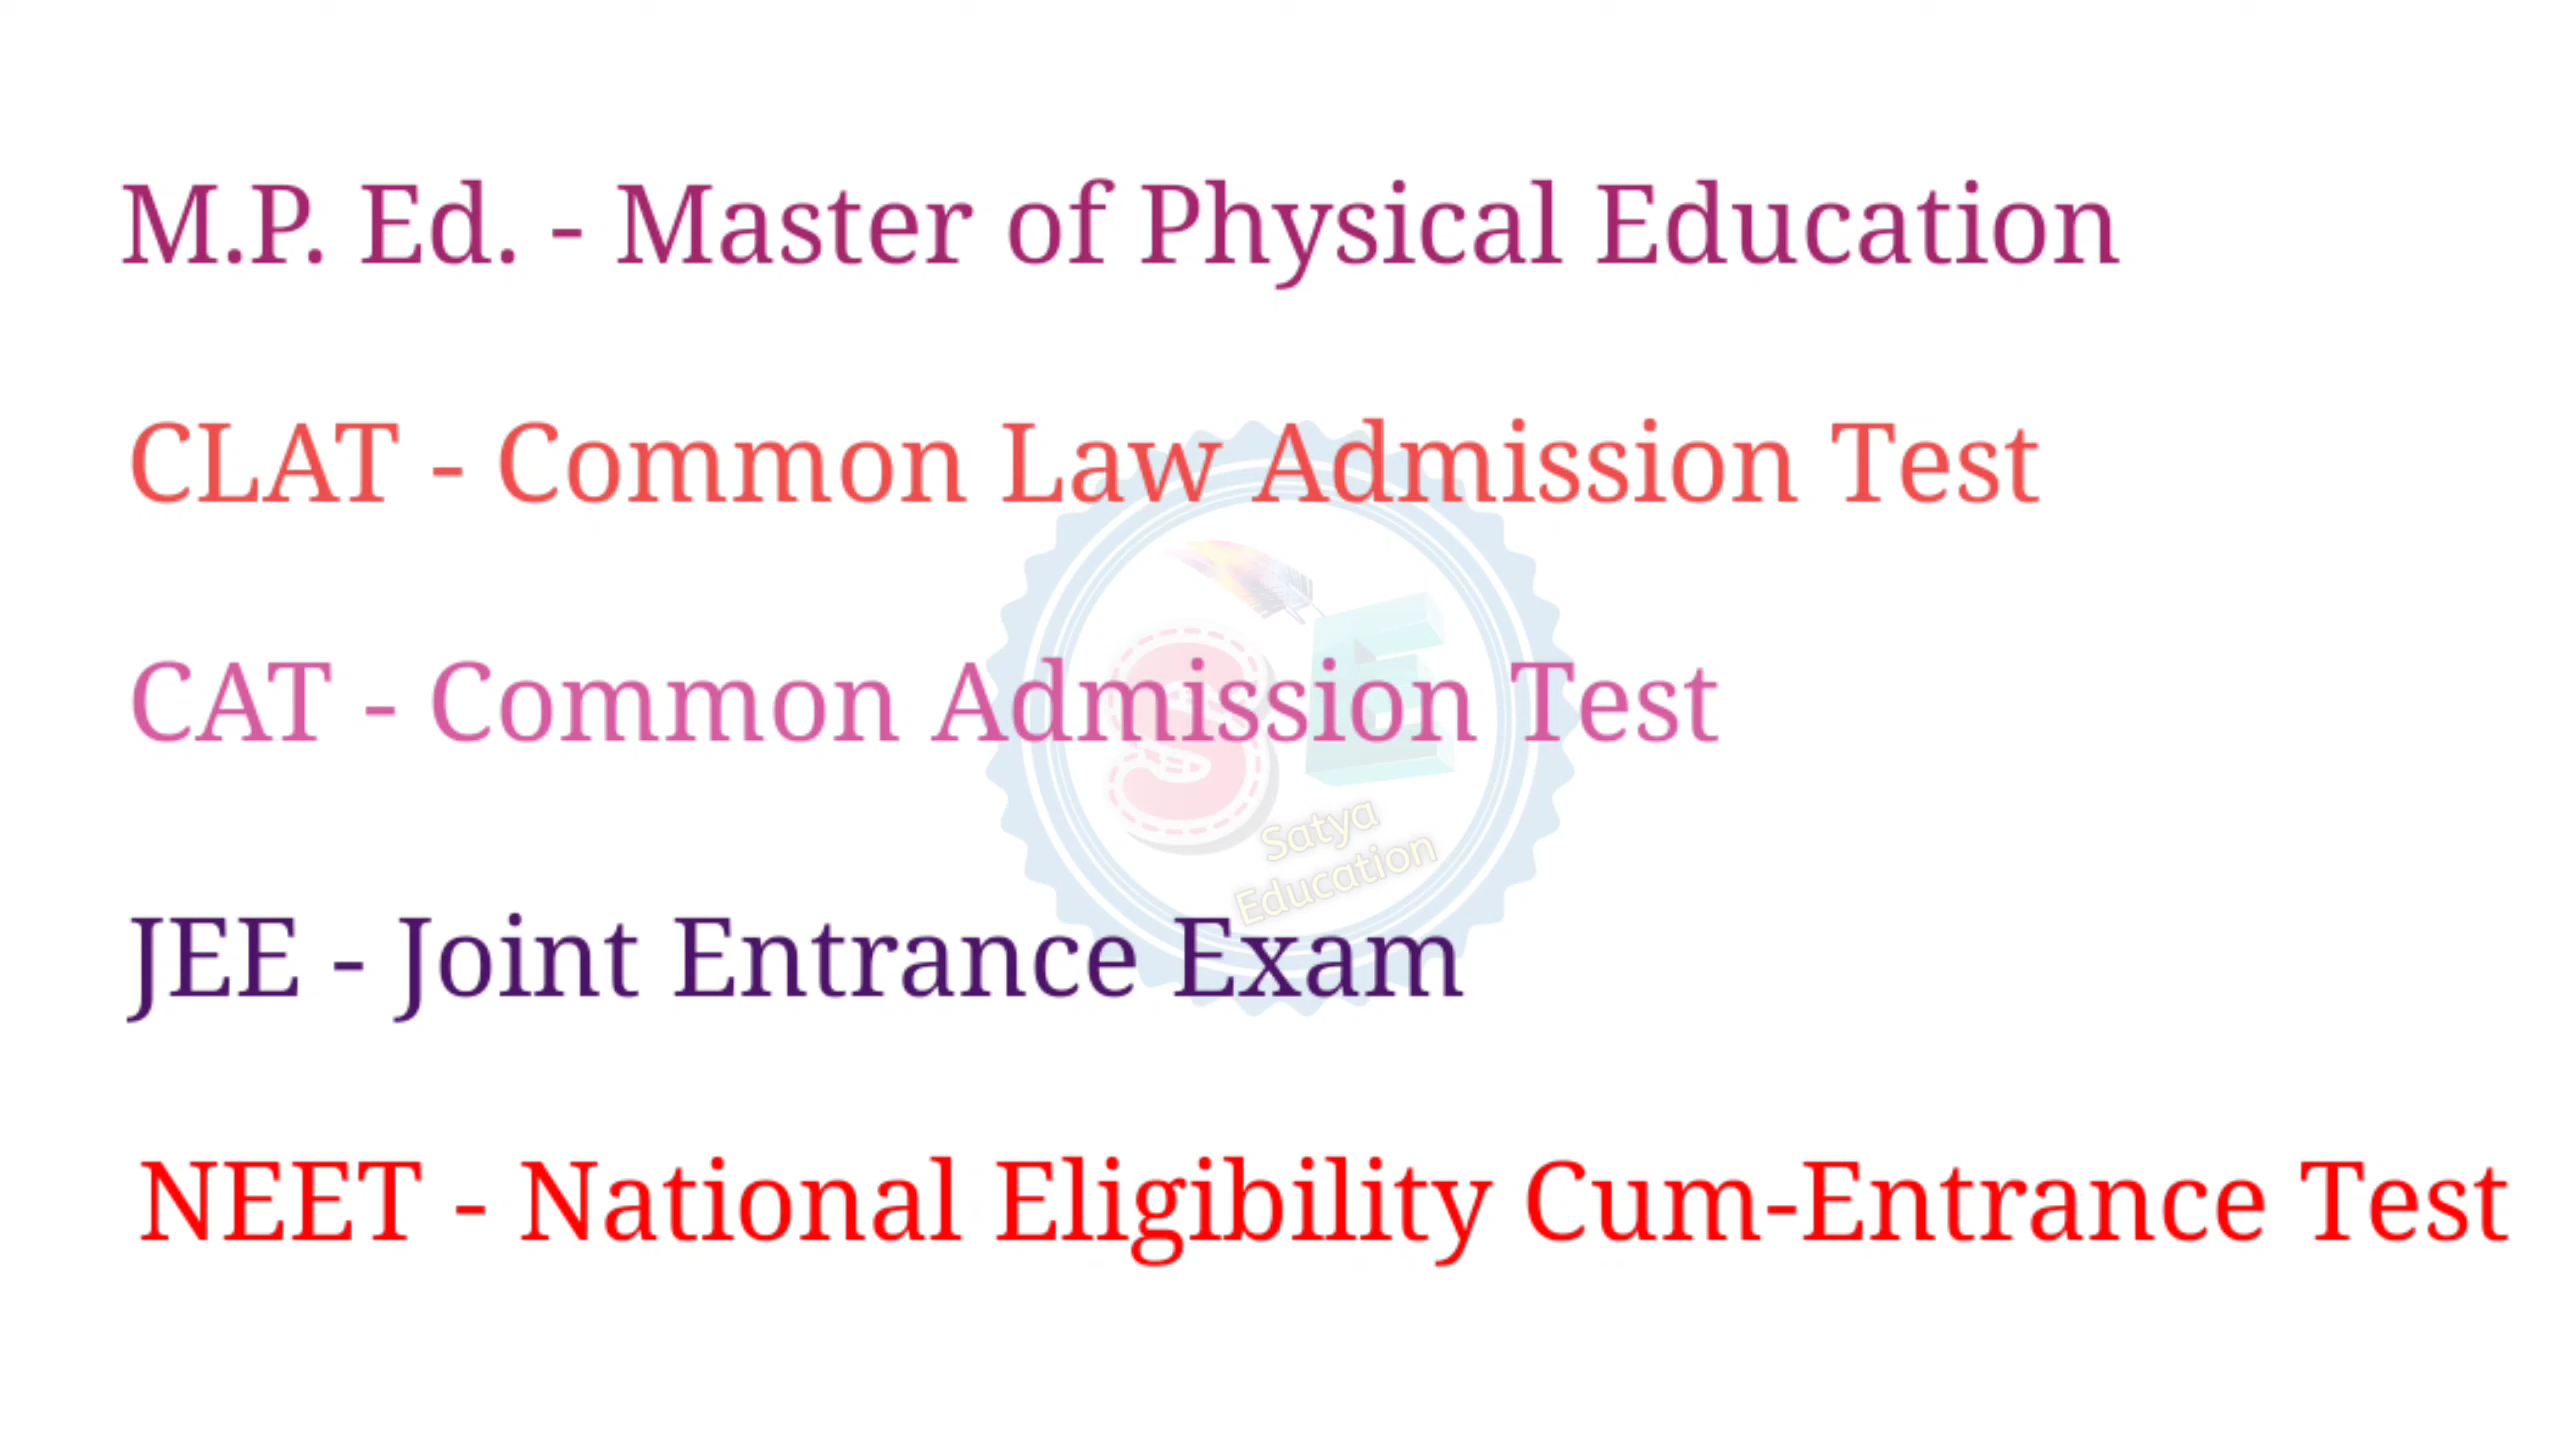 M.P. Ed. - Master of Physical Education
CLAT - Common Law Admission Test
CAT - Common Admission Test
SE
Satya
Education
JEE - Joint Entrance Exam
NEET - National Eligibility Cum-Entrance Test